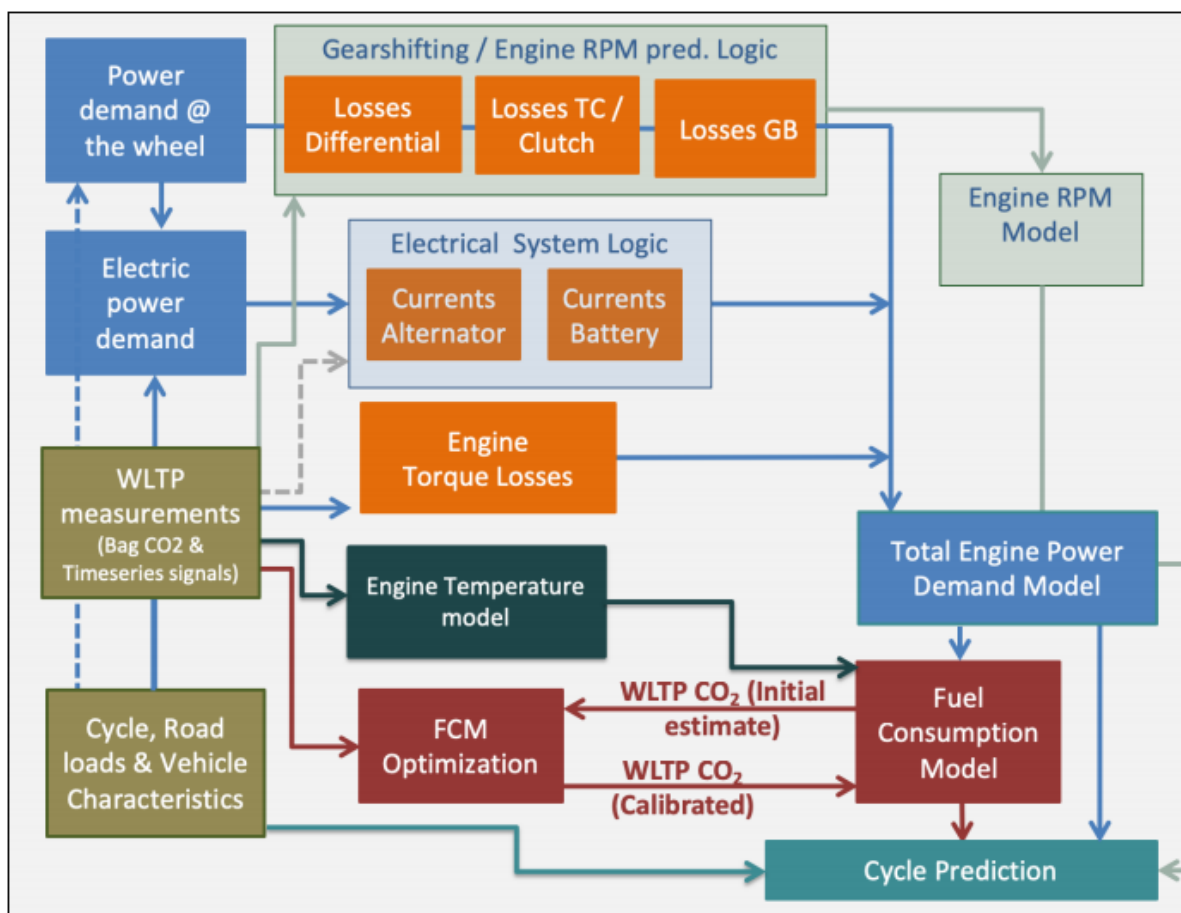 Gearshifting / Engine RPM pred. Logic
Power
demand @
the wheel
Losses
Differential
Losses TC /
Clutch
Losses GB
Engine RPM
Model
Electric
power
demand
Electrical System Logic
Currents
Alternator
Currents
Battery
Engine
Torque Losses
WLTP
measurements
(Bag CO2 &
Timeseries signals)
Total Engine Power
Demand Model
Engine Temperature
model
Cycle, Road
loads & Vehicle
Characteristics
FCM
Optimization
WLTP CO₂ (Initial
estimate)
WLTP CO₂
(Calibrated)
Fuel
Consumption
Model
Cycle Prediction